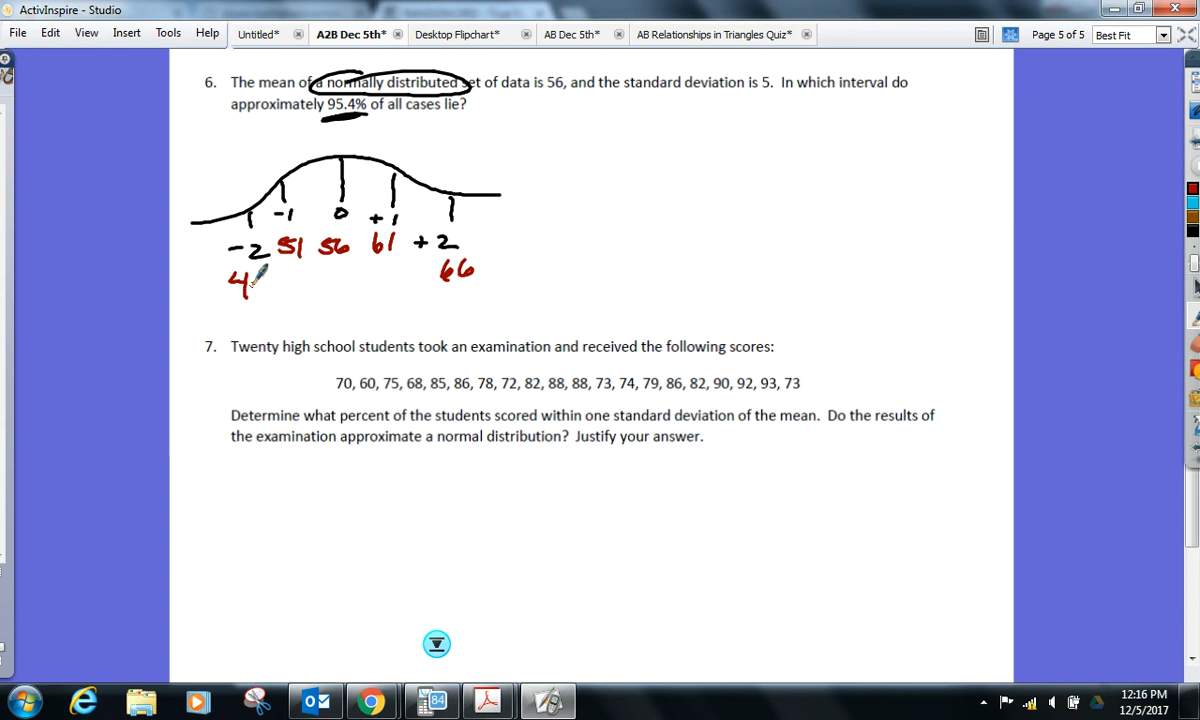 ActivInspire - Studio
File Edit View Insert Tools Help
Untitled* A2B Dec 5th* Desktop Flipchart* AB Dec 5th* AB Relationships in Triangles Quiz* Page 5 of 5 Best Fit
6. The mean of a normally distributed set of data is 56, and the standard deviation is 5. In which interval do
approximately 95.4% of all cases lie?
-1 0 +1
-2 51 56 61 +2
4 66
7. Twenty high school students took an examination and received the following scores:
70, 60, 75, 68, 85, 86, 78, 72, 82, 88, 88, 73, 74, 79, 86, 82, 90, 92, 93, 73
Determine what percent of the students scored within one standard deviation of the mean. Do the results of
the examination approximate a normal distribution? Justify your answer.
84
12:16 PM
12/5/2017